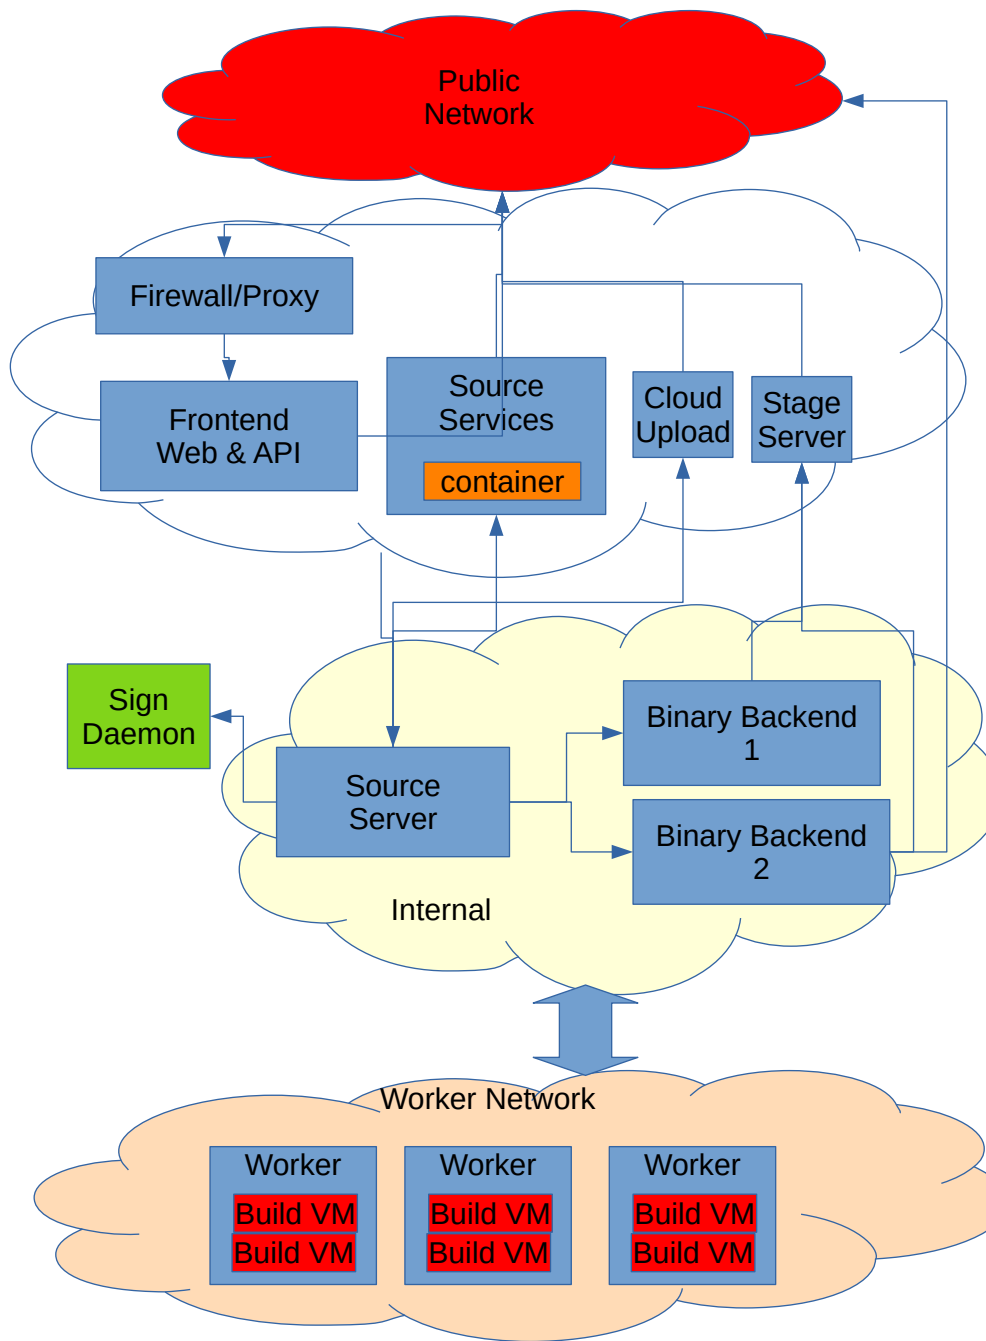 Public
Network
Firewall/Proxy
Frontend
Web & API
Source
Services
container
Cloud
Upload
Stage
Server
Sign
Daemon
Source
Server
Binary Backend
1
Binary Backend
2
Internal
Worker Network
Worker
Build VM
Build VM
Worker
Build VM
Build VM
Worker
Build VM
Build VM